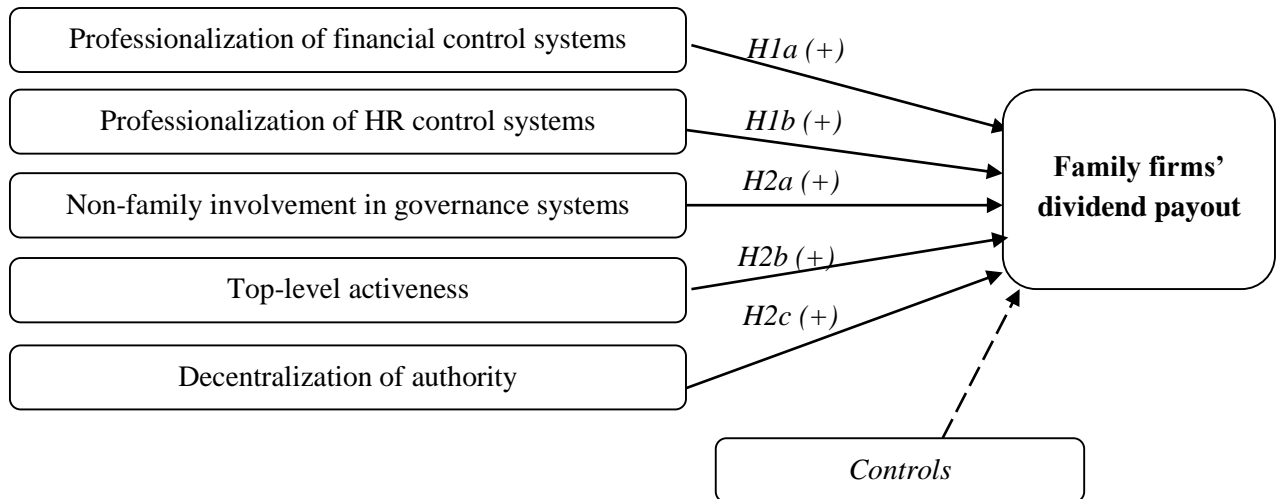 Professionalization of financial control systems
H1a (+)
Professionalization of HR control systems
H1b (+)
Non-family involvement in governance systems
H2a (+)
Top-level activeness
H2b (+)
Decentralization of authority
H2c (+)
Family firms’
dividend payout
Controls